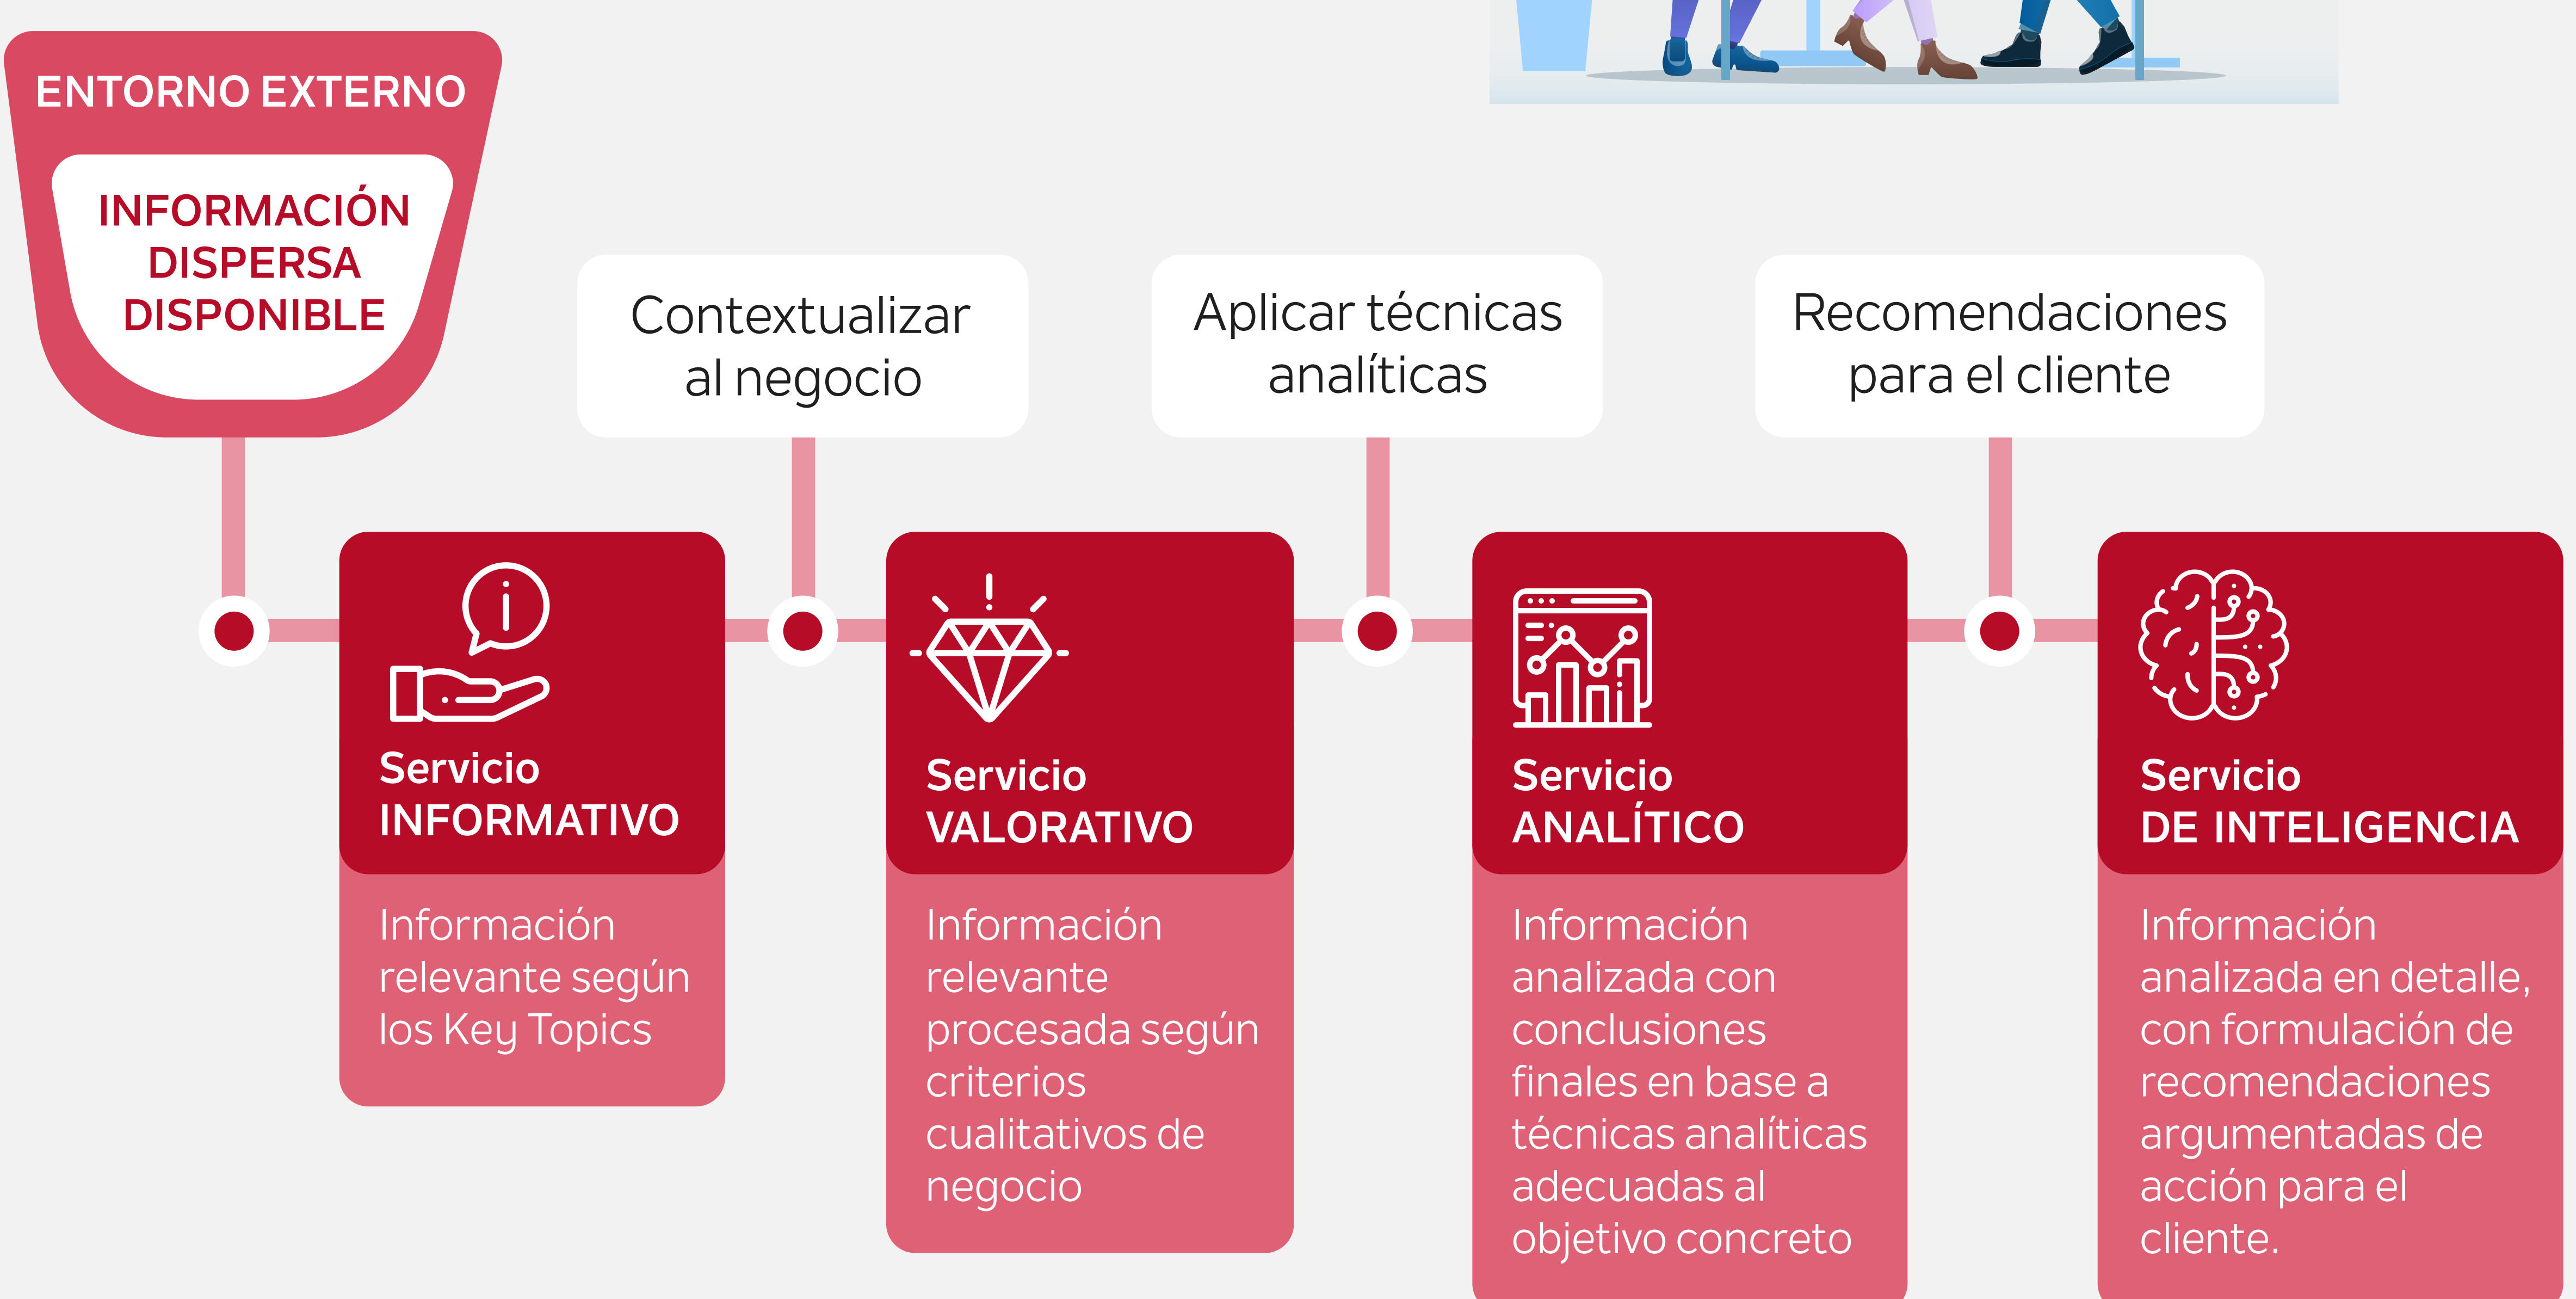 ENTORNO EXTERNO
INFORMACIÓN
DISPERSA
DISPONIBLE
Contextualizar
al negocio
Aplicar técnicas
analíticas
Recomendaciones
para el cliente
Servicio
INFORMATIVO
Información
relevante según
los Key Topics
Servicio
VALORATIVO
Información
relevante
procesada según
criterios
cualitativos de
negocio
Servicio
ANALÍTICO
Información
analizada con
conclusiones
finales en base a
técnicas analíticas
adecuadas al
objetivo concreto
Servicio
DE INTELIGENCIA
Información
analizada en detalle,
con formulación de
recomendaciones
argumentadas de
acción para el
cliente.